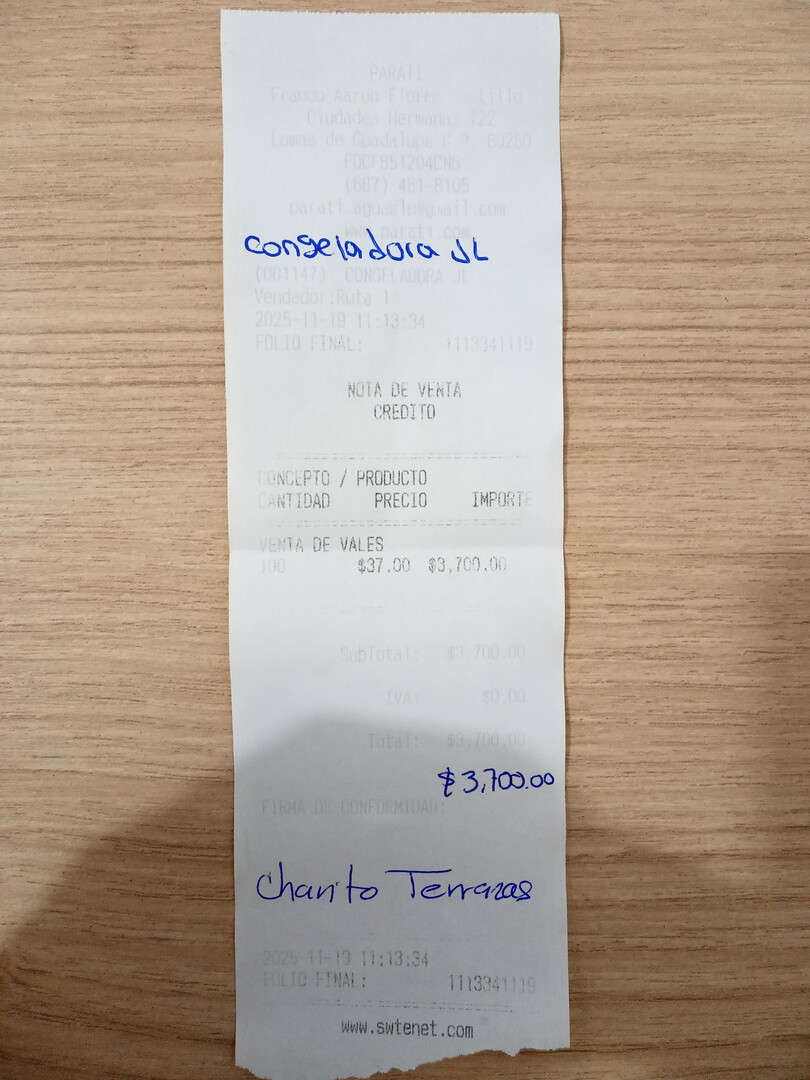 PARATI
Franco Aaron Flores Lillo
Ciudades Hermanas 722
Lomas de Guadalupe C.P. 80250
FOCF851204CN6
(667) 481-8105
www.parati.com
congeladora JL
(001147) CONGELADORA JL
Vendedor:Ruta 1
2025-11-19 11:13:34
FOLIO FINAL: 1113341119
NOTA DE VENTA
CREDITO
CONCEPTO / PRODUCTO
CANTIDAD PRECIO IMPORTE
VENTA DE VALES
100 $37.00 $3,700.00
SubTotal: $3,700.00
IVA: $0.00
Total: $3,700.00
$3,700.00
FIRMA DE CONFORMIDAD:
Charito Terrazas
2025-11-19 11:13:34
FOLIO FINAL: 1113341119
www.swtenet.com